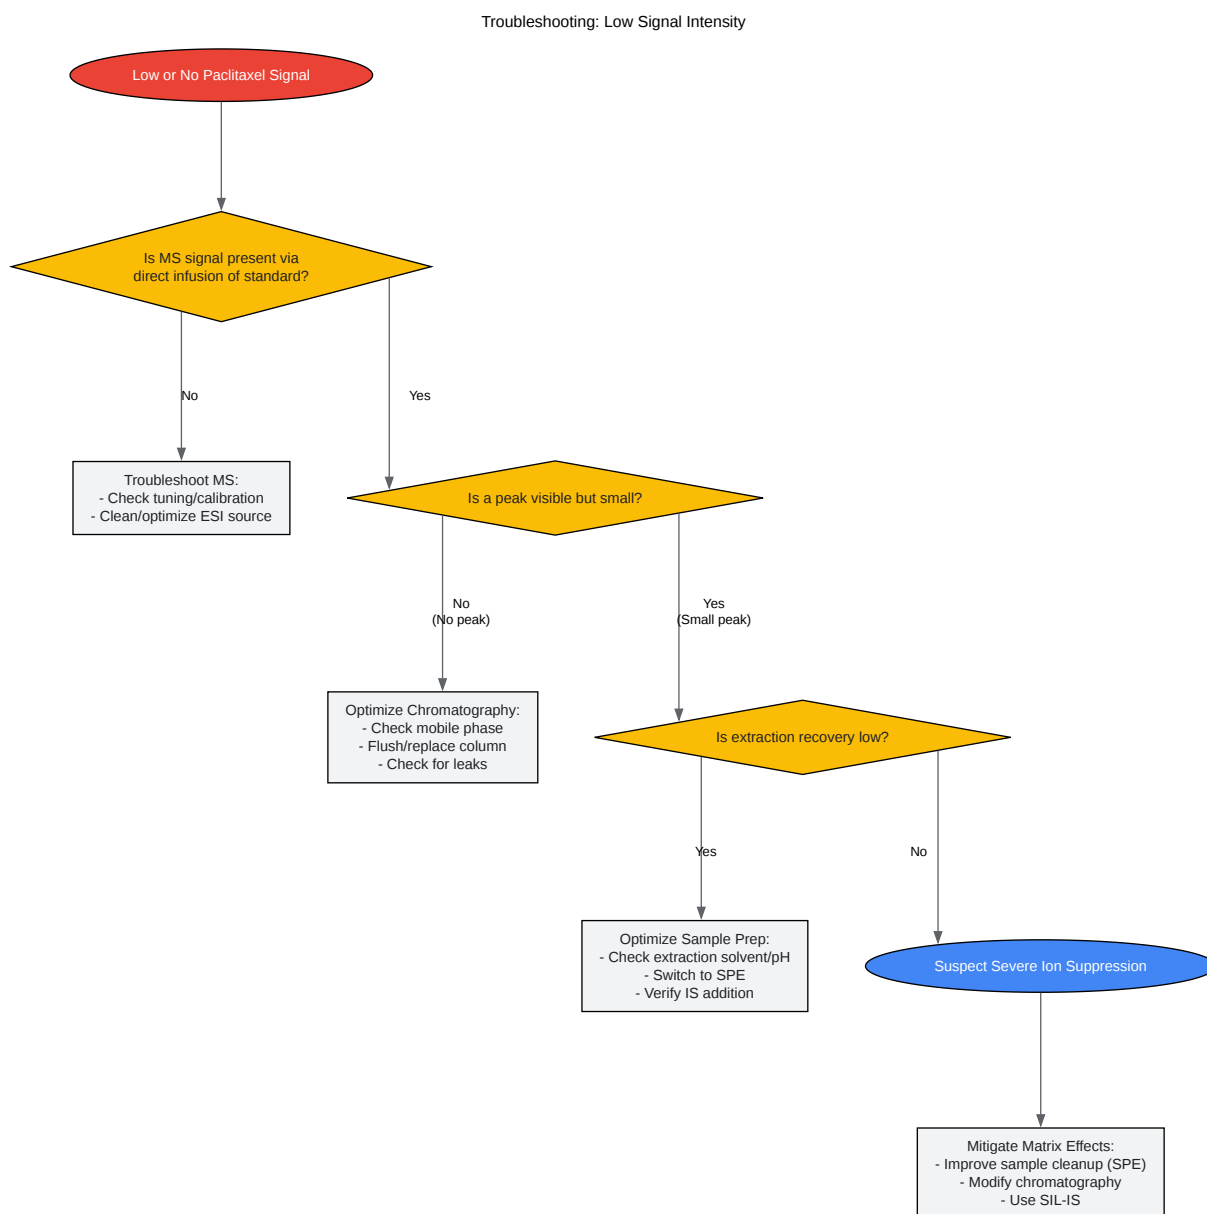 Troubleshooting: Low Signal Intensity
Low or No Paclitaxel Signal
Is MS signal present via
direct infusion of standard?
No
Yes
Troubleshoot MS:
- Check tuning/calibration
- Clean/optimize ESI source
Is a peak visible but small?
No
(No peak)
Yes
(Small peak)
Optimize Chromatography:
- Check mobile phase
- Flush/replace column
- Check for leaks
Is extraction recovery low?
Yes
No
Optimize Sample Prep:
- Check extraction solvent/pH
- Switch to SPE
- Verify IS addition
Suspect Severe Ion Suppression
Mitigate Matrix Effects:
- Improve sample cleanup (SPE)
- Modify chromatography
- Use SIL-IS